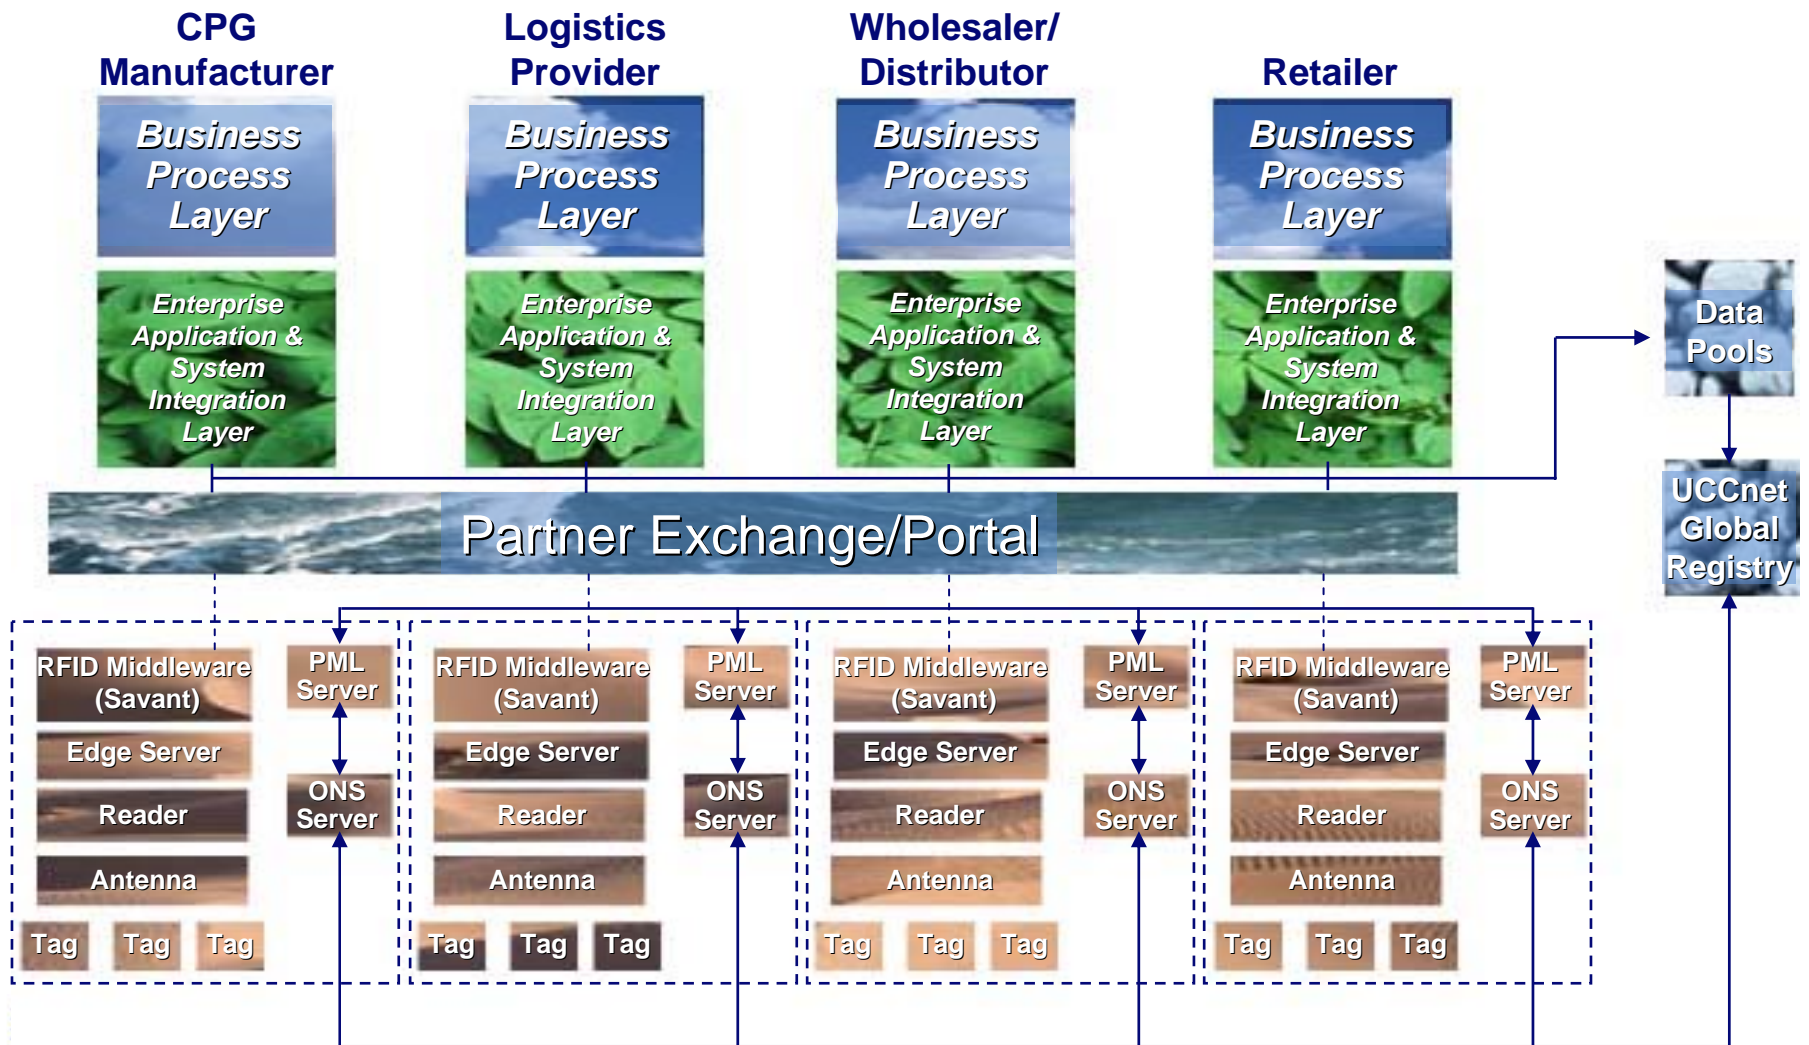 CPG
Manufacturer
Logistics
Provider
Wholesaler/
Distributor
Retailer
Business
Process
Layer
Business
Process
Layer
Business
Process
Layer
Business
Process
Layer
Enterprise
Application &
System
Integration
Layer
Enterprise
Application &
System
Integration
Layer
Enterprise
Application &
System
Integration
Layer
Enterprise
Application &
System
Integration
Layer
Data
Pools
UCCnet
Global
Registry
Partner Exchange/Portal
RFID Middleware
(Savant)
PML
Server
Edge Server
ONS
Server
Reader
Antenna
Tag
Tag
Tag
RFID Middleware
(Savant)
PML
Server
Edge Server
ONS
Server
Reader
Antenna
Tag
Tag
Tag
RFID Middleware
(Savant)
PML
Server
Edge Server
ONS
Server
Reader
Antenna
Tag
Tag
Tag
RFID Middleware
(Savant)
PML
Server
Edge Server
ONS
Server
Reader
Antenna
Tag
Tag
Tag